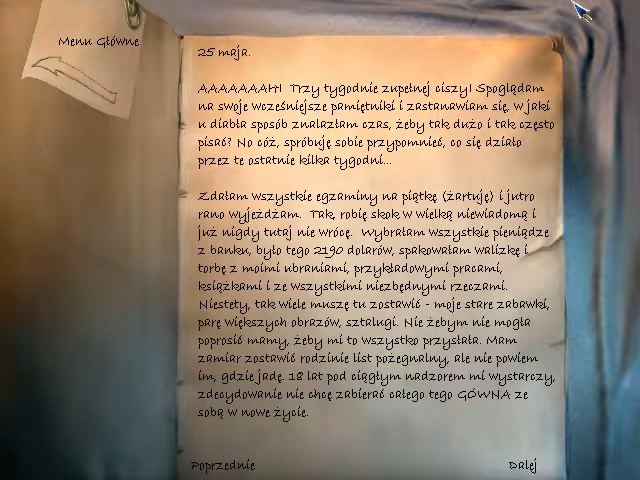 Menu Główne
25 maja.
AAAAAAAH! Trzy tygodnie zupełnej ciszy! Spoglądam
na swoje wcześniejsze pamiętniki i zastanawiam się, w jaki
u diabła sposób znalazłam czas, żeby tak dużo i tak często
pisać? No cóż, spróbuję sobie przypomnieć, co się działo
przez te ostatnie kilka tygodni...
Zdałam wszystkie egzaminy na piątkę (żartuję) i jutro
rano wyjeżdżam. Tak, robię skok w wielką niewiadomą i
już nigdy tutaj nie wrócę. Wybrałam wszystkie pieniądze
z banku, było tego 2190 dolarów, spakowałam walizkę i
torbę z moimi ubraniami, przykładowymi pracami,
książkami i ze wszystkimi niezbędnymi rzeczami.
Niestety, tak wiele muszę tu zostawić - moje stare zabawki,
parę większych obrazów, sztalugi. Nie żebym nie mogła
poprosić mamy, żeby mi to wszystko przysłała. Mam
zamiar zostawić rodzinie list pożegnalny, ale nie powiem
im, gdzie jadę. 18 lat pod ciągłym nadzorem mi wystarczy,
zdecydowanie nie chcę zabierać całego tego GÓWNA ze
sobą w nowe życie.
Poprzednie
Dalej